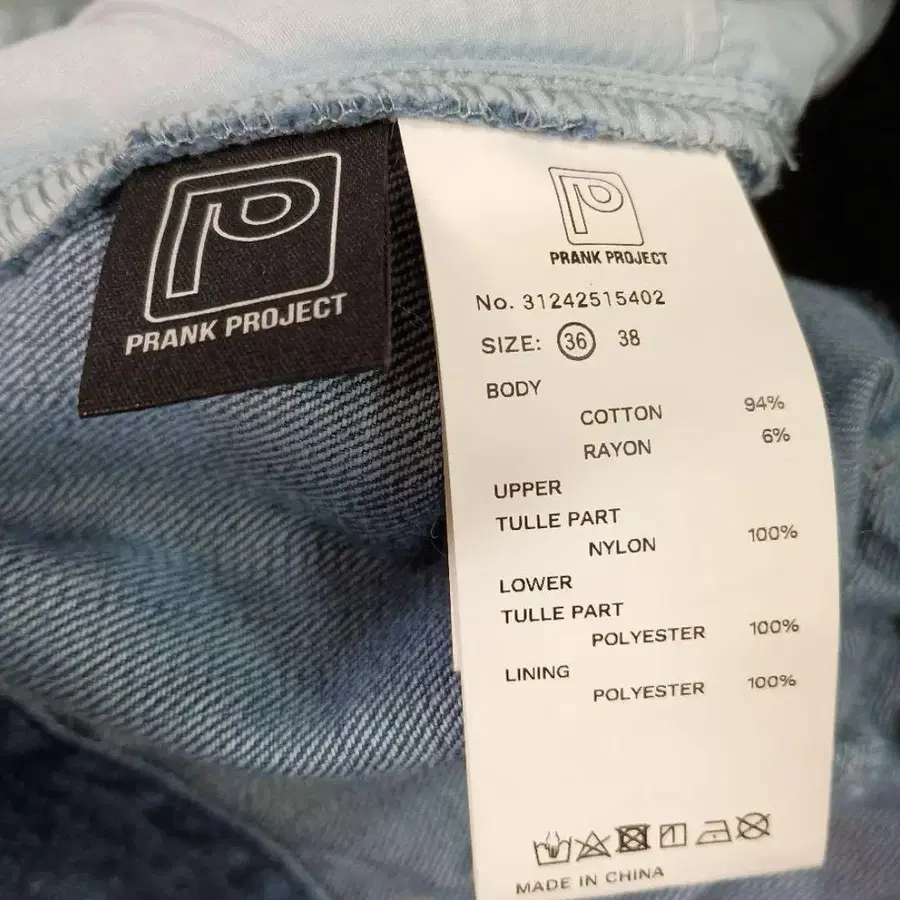 PRANK PROJECT
PRANK PROJECT
No. 31242515402
SIZE: 36 38
BODY
COTTON 94%
RAYON 6%
UPPER
TULLE PART
NYLON 100%
LOWER
TULLE PART
POLYESTER 100%
LINING
POLYESTER 100%
MADE IN CHINA